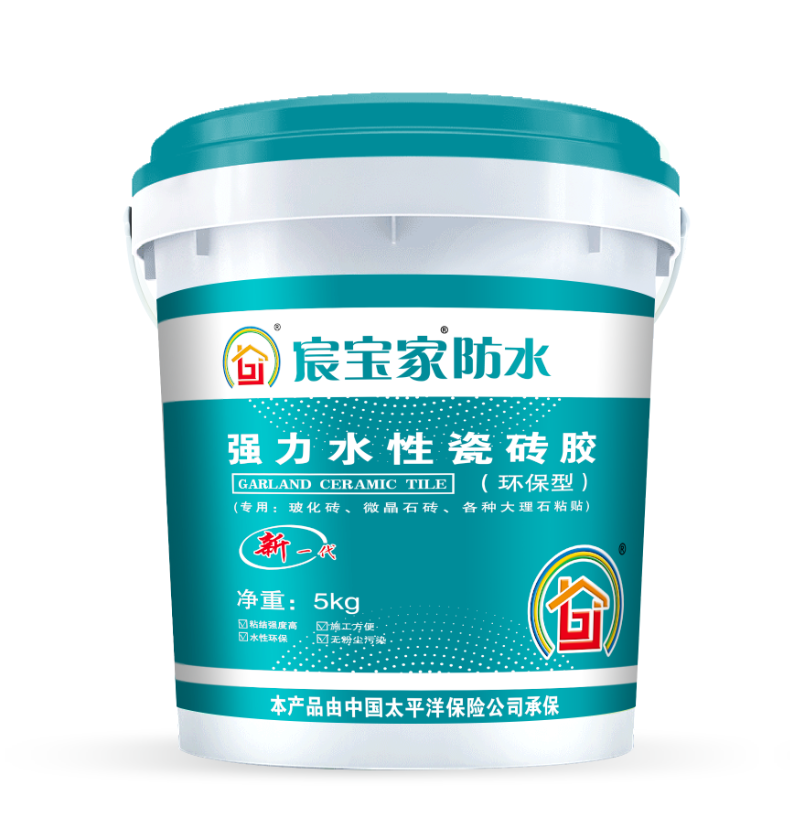 bj ® 宸宝家®防水
强力水性瓷砖胶
GARLAND CERAMIC TILE （环保型）
(专用：玻化砖、微晶石砖、各种大理石粘贴)
新一代
®
bj
净重：5kg
☑粘结强度高 ☑施工方便
☑水性环保 ☑无粉尘污染
本产品由中国太平洋保险公司承保